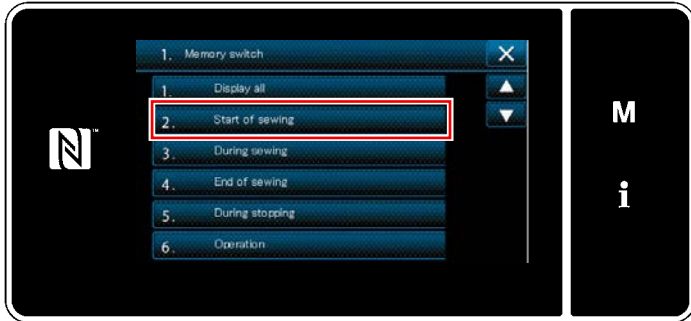 1. Memory switch
1. Display all
2. Start of sewing
3. During sewing
4. End of sewing
5. During stopping
6. Operation
M
i